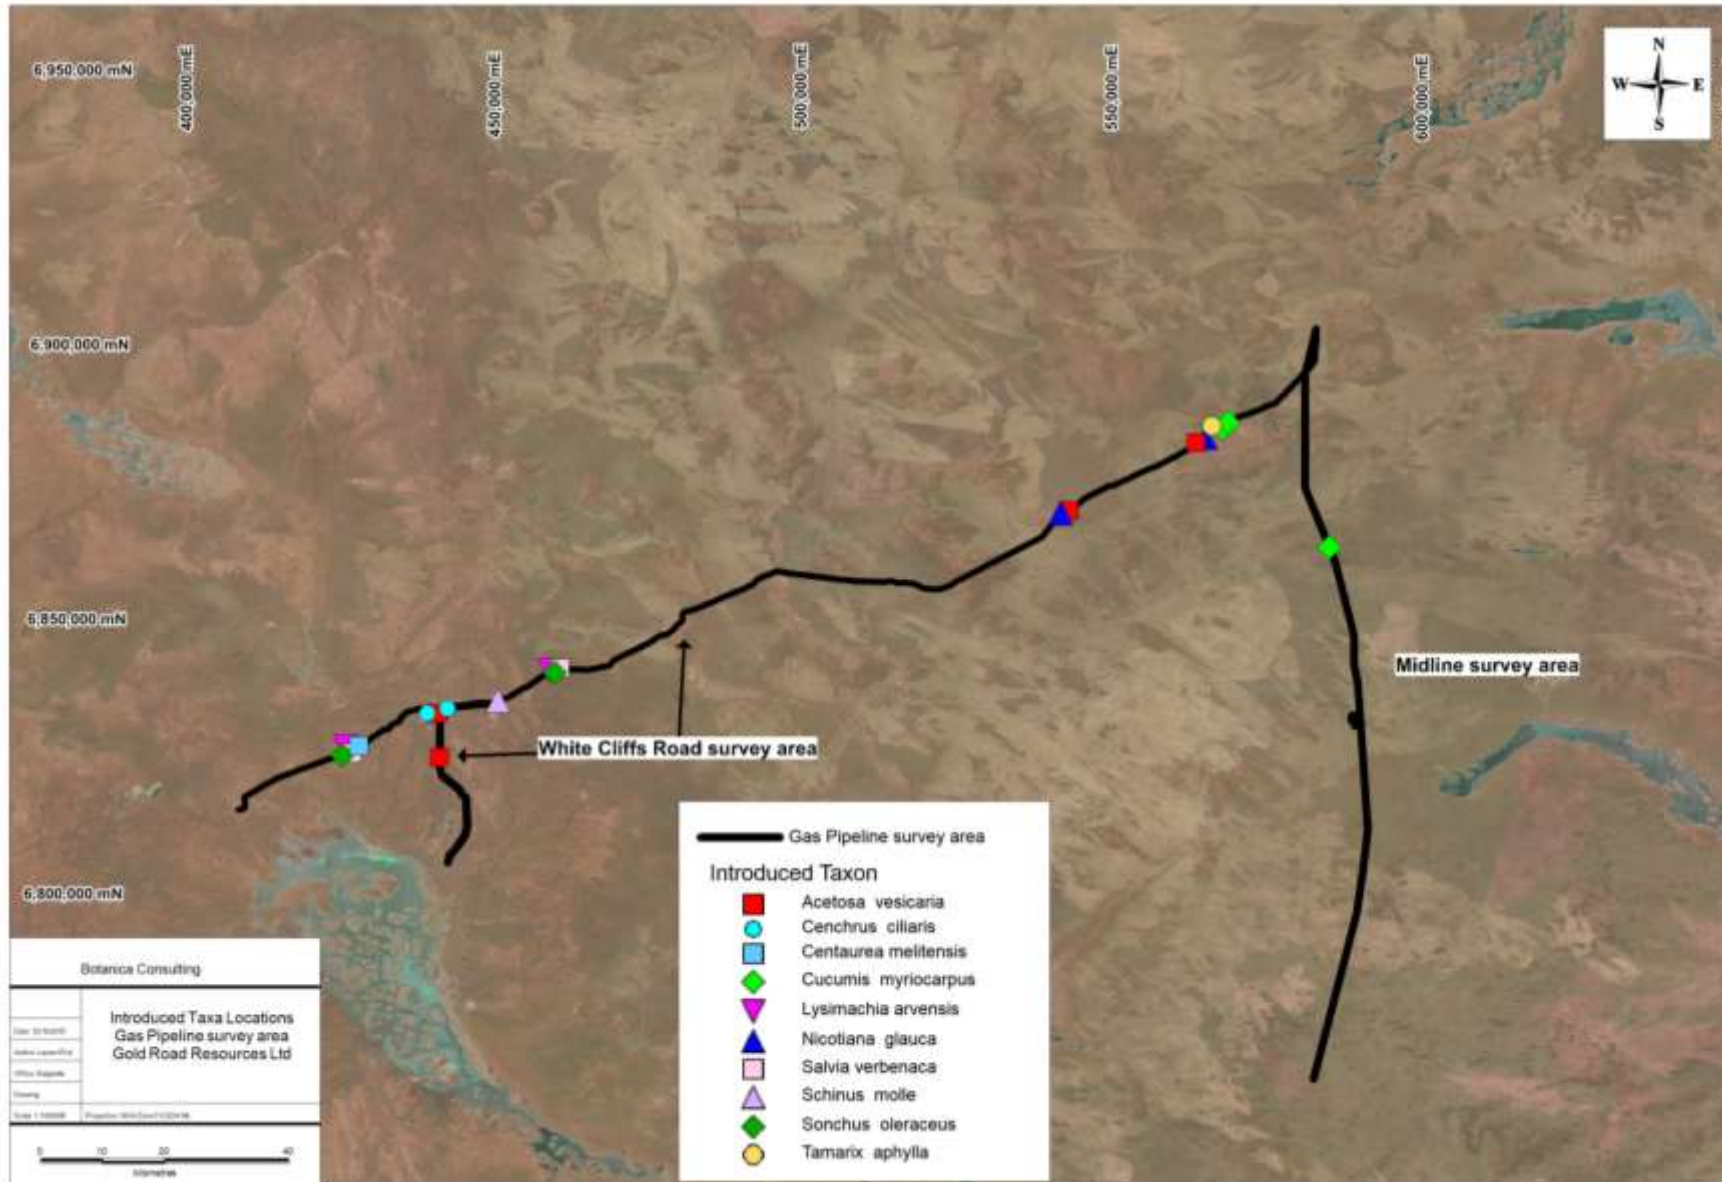 6,950,000 mN
400,000 mE
450,000 mE
500,000 mE
550,000 mE
600,000 mE
N
W E
S
6,900,000 mN
6,850,000 mN
Midline survey area
White Cliffs Road survey area
6,800,000 mN
Gas Pipeline survey area
Introduced Taxon
Acetosa vesicaria
Cenchrus ciliaris
Centaurea melitensis
Cucumis myriocarpus
Lysimachia arvensis
Nicotiana glauca
Salvia verbenaca
Schinus molle
Sonchus oleraceus
Tamarix aphylla
Botanica Consulting
Introduced Taxa Locations
Gas Pipeline survey area
Gold Road Resources Ltd
0 10 20 40
kilometres